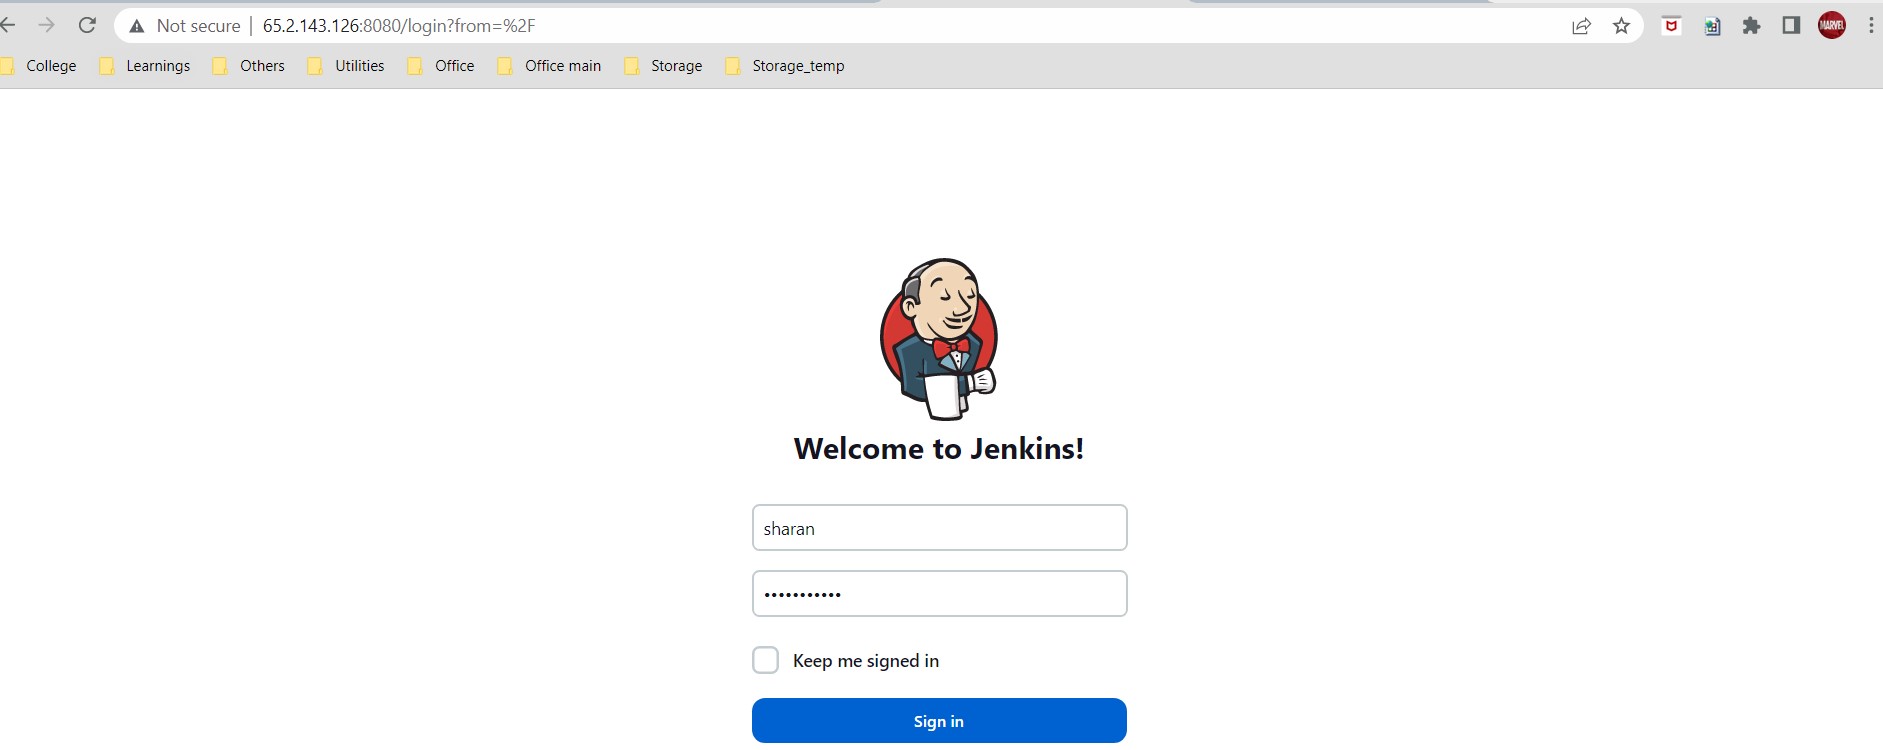 Not secure | 65.2.143.126:8080/login?from=%2F
MARVEL
College Learnings Others Utilities Office Office main Storage Storage_temp
Welcome to Jenkins!
sharan
•••••••••••
Keep me signed in
Sign in